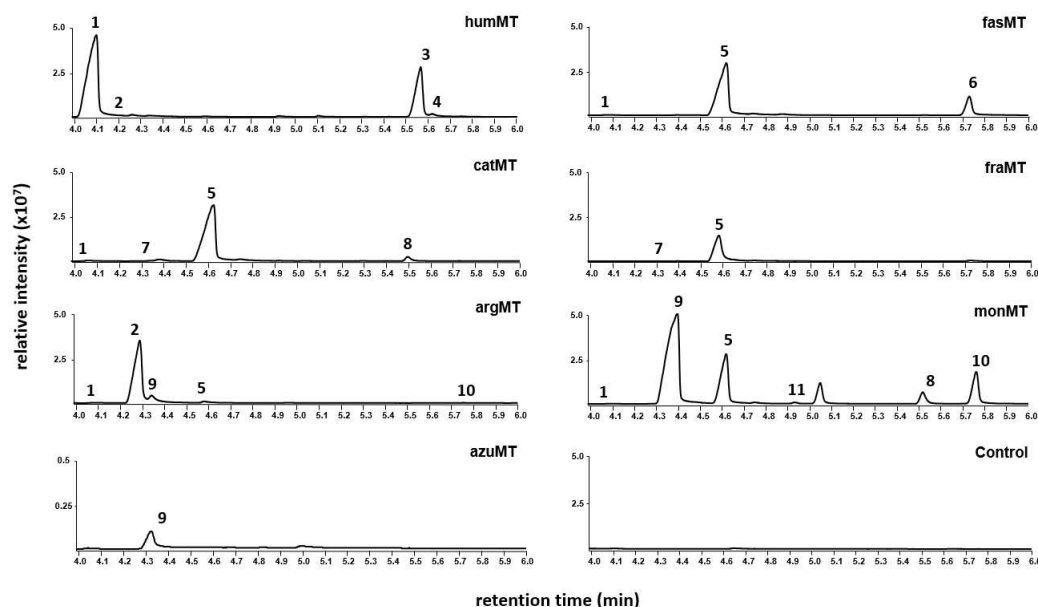 relative intensity (x10⁷)
humMT
1 2 3 4
5.0
2.5
4.0 4.1 4.2 4.3 4.4 4.5 4.6 4.7 4.8 4.9 5.0 5.1 5.2 5.3 5.4 5.5 5.6 5.7 5.8 5.9 6.0
fasMT
1 5 6
5.0
2.5
4.0 4.1 4.2 4.3 4.4 4.5 4.6 4.7 4.8 4.9 5.0 5.1 5.2 5.3 5.4 5.5 5.6 5.7 5.8 5.9 6.0
catMT
1 7 5 8
5.0
2.5
4.0 4.1 4.2 4.3 4.4 4.5 4.6 4.7 4.8 4.9 5.0 5.1 5.2 5.3 5.4 5.5 5.6 5.7 5.8 5.9 6.0
fraMT
7 5
5.0
2.5
4.0 4.1 4.2 4.3 4.4 4.5 4.6 4.7 4.8 4.9 5.0 5.1 5.2 5.3 5.4 5.5 5.6 5.7 5.8 5.9 6.0
argMT
1 2 9 5 10
5.0
2.5
4.0 4.1 4.2 4.3 4.4 4.5 4.6 4.7 4.8 4.9 5.0 5.1 5.2 5.3 5.4 5.5 5.6 5.7 5.8 5.9 6.0
monMT
1 9 5 11 8 10
5.0
2.5
4.0 4.1 4.2 4.3 4.4 4.5 4.6 4.7 4.8 4.9 5.0 5.1 5.2 5.3 5.4 5.5 5.6 5.7 5.8 5.9 6.0
azuMT
9
0.5
0.25
4.0 4.1 4.2 4.3 4.4 4.5 4.6 4.7 4.8 4.9 5.0 5.1 5.2 5.3 5.4 5.5 5.6 5.7 5.8 5.9 6.0
Control
5.0
2.5
4.0 4.1 4.2 4.3 4.4 4.5 4.6 4.7 4.8 4.9 5.0 5.1 5.2 5.3 5.4 5.5 5.6 5.7 5.8 5.9 6.0
retention time (min)